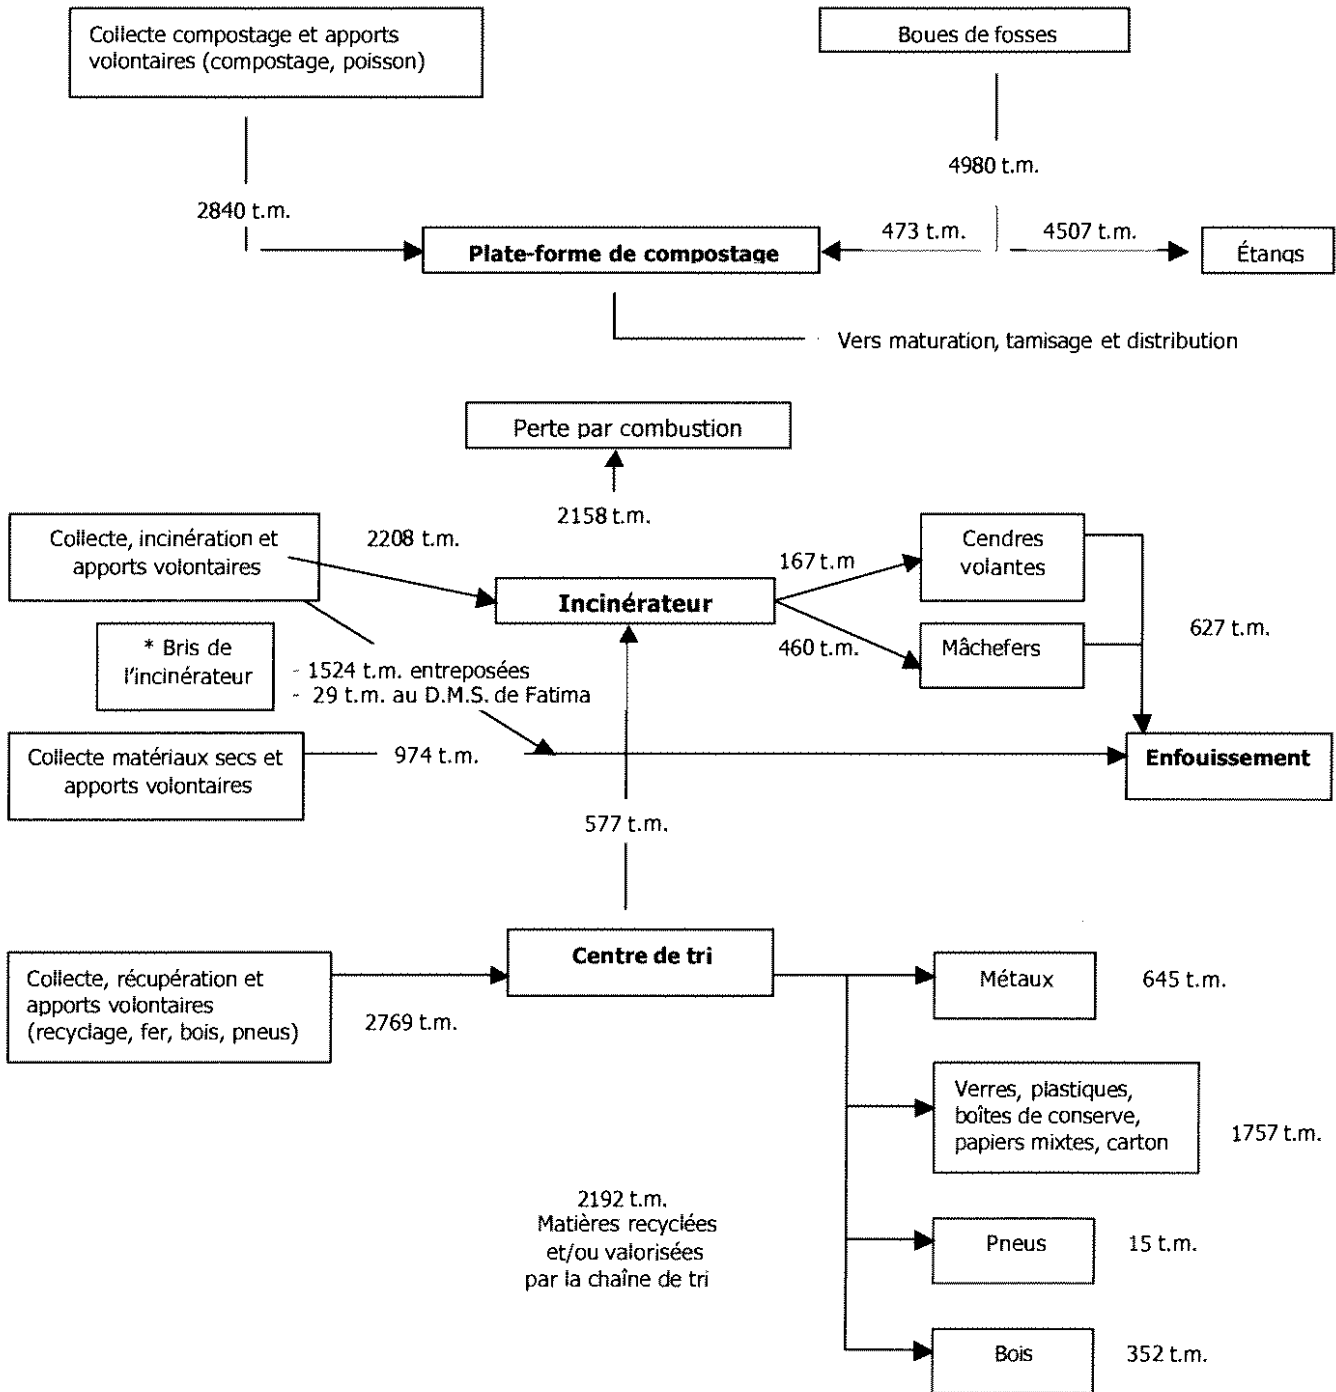 Collecte compostage et apports
volontaires (compostage, poisson)
Boues de fosses
4980 t.m.
2840 t.m.
473 t.m.
4507 t.m.
Plate-forme de compostage
Étangs
Vers maturation, tamisage et distribution
Perte par combustion
2158 t.m.
Collecte, incinération et
apports volontaires
2208 t.m.
Incinérateur
167 t.m
Cendres
volantes
460 t.m.
Mâchefers
627 t.m.
* Bris de
l'incinérateur
- 1524 t.m. entreposées
- 29 t.m. au D.M.S. de Fatima
Collecte matériaux secs et
apports volontaires
974 t.m.
Enfouissement
577 t.m.
Centre de tri
Collecte, récupération et
apports volontaires
(recyclage, fer, bois, pneus)
2769 t.m.
Métaux
645 t.m.
Verres, plastiques,
boîtes de conserve,
papiers mixtes, carton
1757 t.m.
2192 t.m.
Matières recyclées
et/ou valorisées
par la chaîne de tri
Pneus
15 t.m.
Bois
352 t.m.